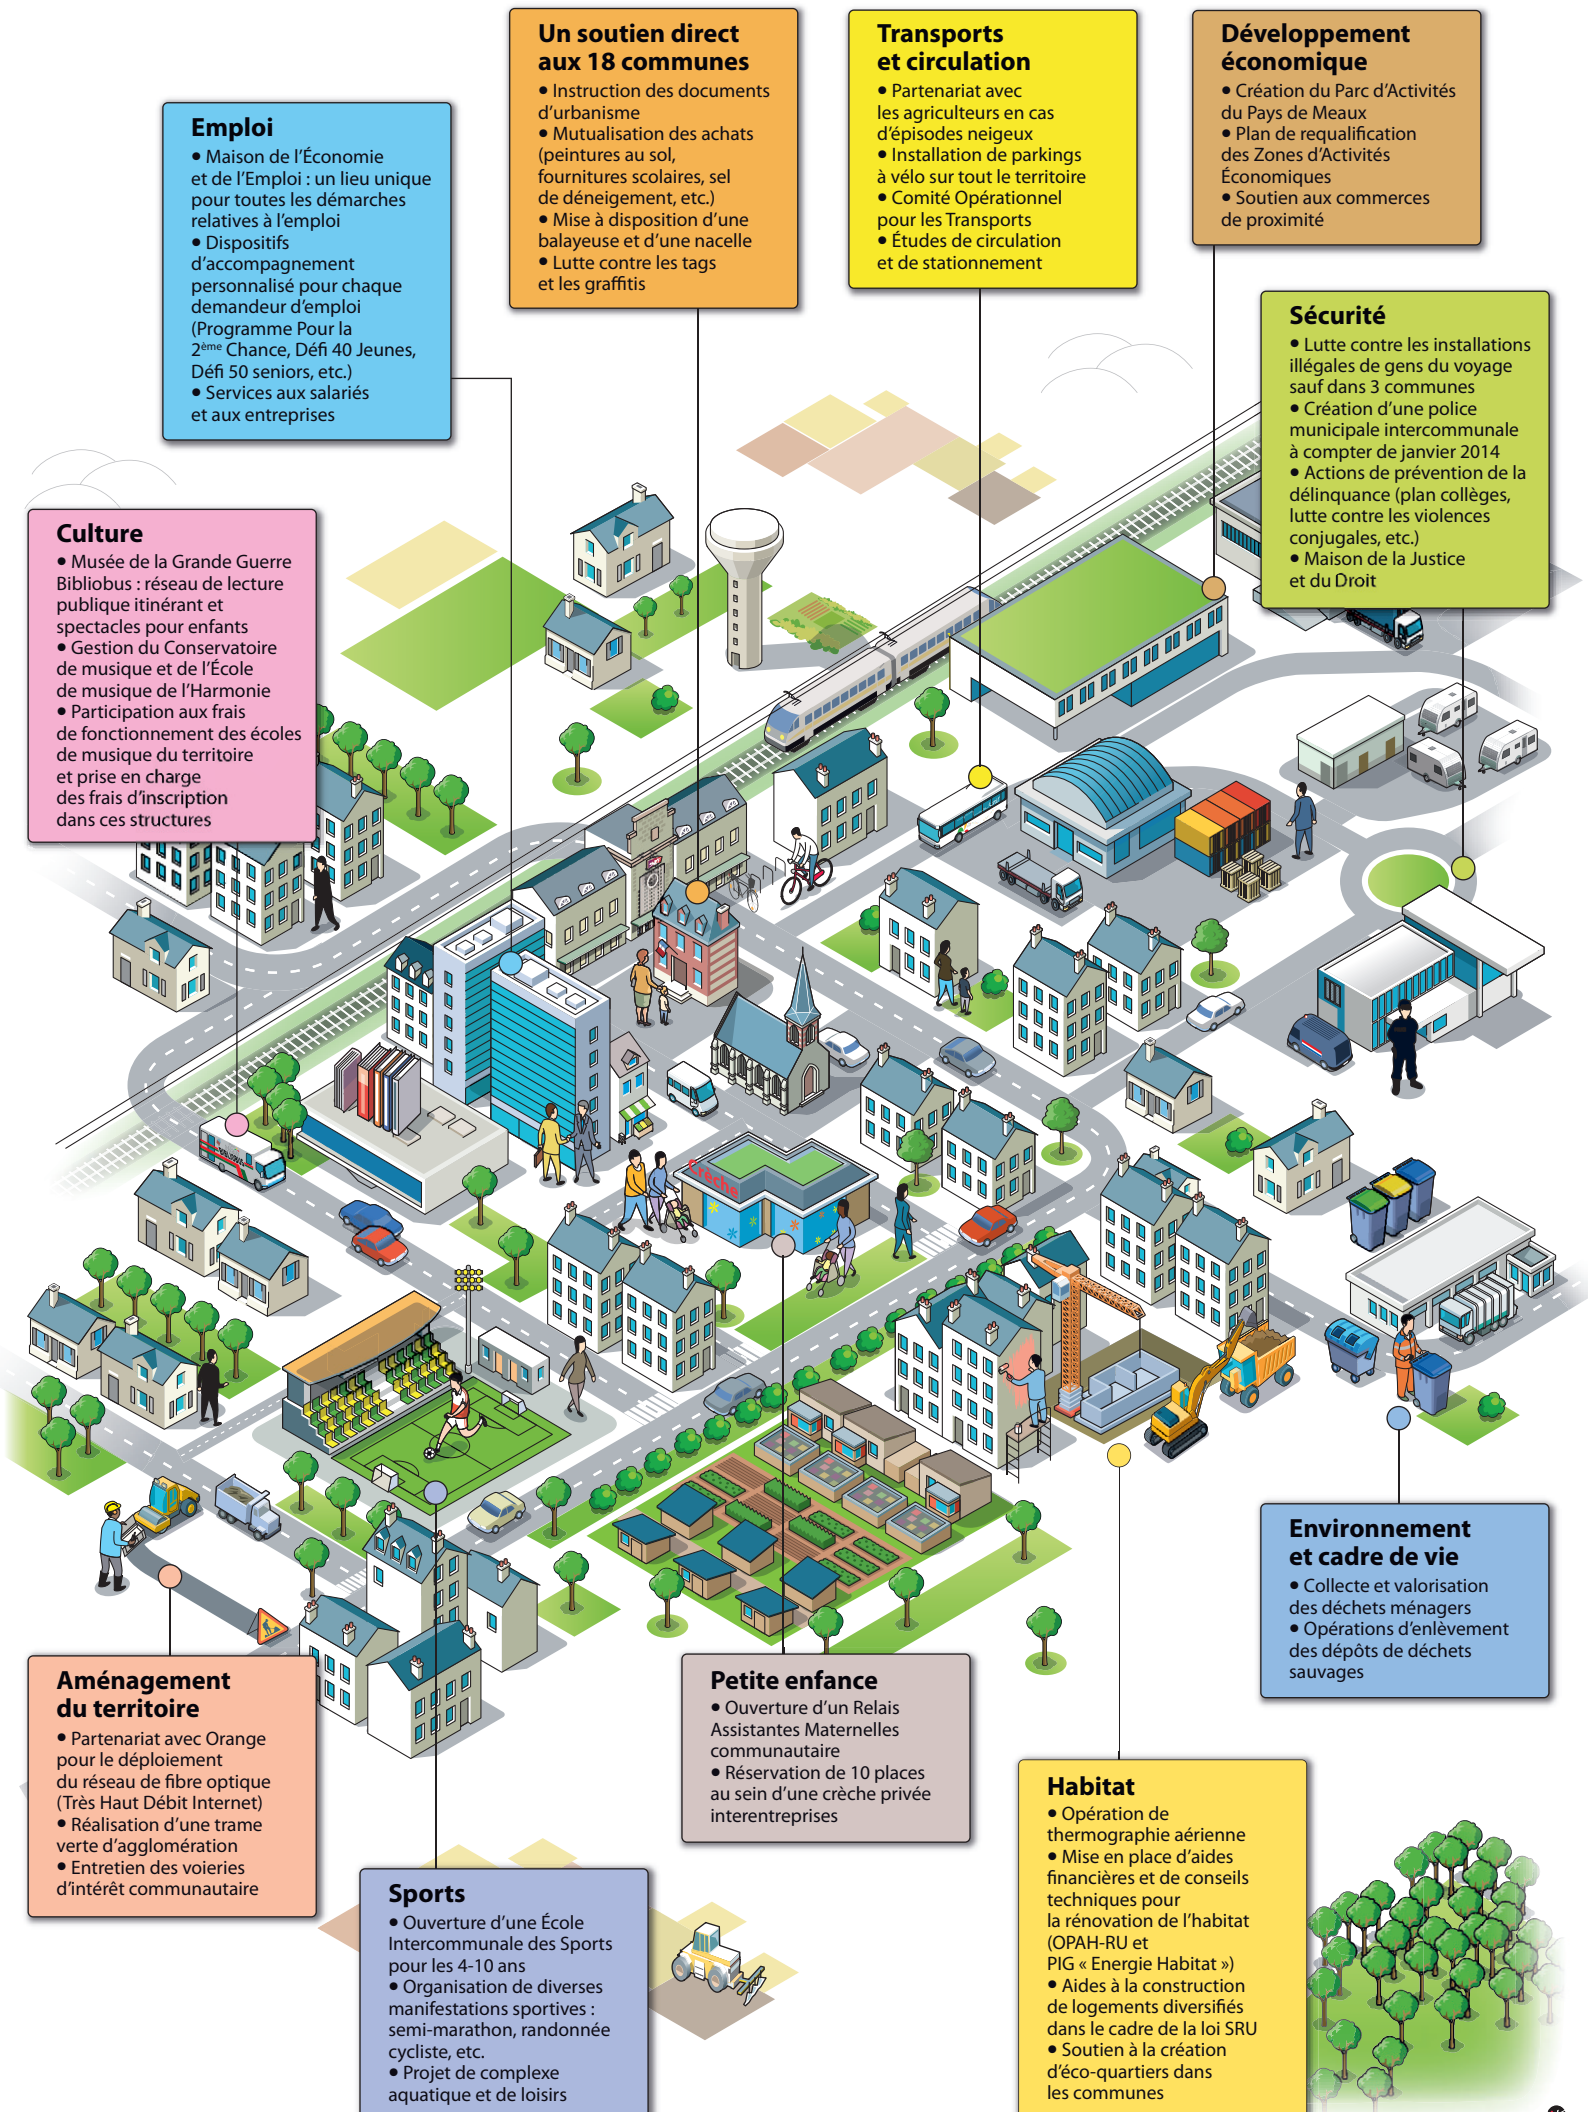 Un soutien direct
aux 18 communes
• Instruction des documents
d’urbanisme
• Mutualisation des achats
(peintures au sol,
fournitures scolaires, sel
de déneigement, etc.)
• Mise à disposition d’une
balayeuse et d’une nacelle
• Lutte contre les tags
et les graffitis
Transports
et circulation
• Partenariat avec
les agriculteurs en cas
d’épisodes neigeux
• Installation de parkings
à vélo sur tout le territoire
• Comité Opérationnel
pour les Transports
• Études de circulation
et de stationnement
Développement
économique
• Création du Parc d’Activités
du Pays de Meaux
• Plan de requalification
des Zones d’Activités
Économiques
• Soutien aux commerces
de proximité
Emploi
• Maison de l’Économie
et de l’Emploi : un lieu unique
pour toutes les démarches
relatives à l’emploi
• Dispositifs
d’accompagnement
personnalisé pour chaque
demandeur d’emploi
(Programme Pour la
2ème Chance, Défi 40 Jeunes,
Défi 50 seniors, etc.)
• Services aux salariés
et aux entreprises
Sécurité
• Lutte contre les installations
illégales de gens du voyage
sauf dans 3 communes
• Création d’une police
municipale intercommunale
à compter de janvier 2014
• Actions de prévention de la
délinquance (plan collèges,
lutte contre les violences
conjugales, etc.)
• Maison de la Justice
et du Droit
Culture
• Musée de la Grande Guerre
Bibliobus : réseau de lecture
publique itinérant et
spectacles pour enfants
• Gestion du Conservatoire
de musique et de l’École
de musique de l’Harmonie
• Participation aux frais
de fonctionnement des écoles
de musique du territoire
et prise en charge
des frais d’inscription
dans ces structures
BIBLIOBUS
Crèche
Environnement
et cadre de vie
• Collecte et valorisation
des déchets ménagers
• Opérations d’enlèvement
des dépôts de déchets
sauvages
Aménagement
du territoire
• Partenariat avec Orange
pour le déploiement
du réseau de fibre optique
(Très Haut Débit Internet)
• Réalisation d’une trame
verte d’agglomération
• Entretien des voieries
d’intérêt communautaire
Petite enfance
• Ouverture d’un Relais
Assistantes Maternelles
communautaire
• Réservation de 10 places
au sein d’une crèche privée
interentreprises
Habitat
• Opération de
thermographie aérienne
• Mise en place d’aides
financières et de conseils
techniques pour
la rénovation de l’habitat
(OPAH-RU et
PIG « Energie Habitat »)
• Aides à la construction
de logements diversifiés
dans le cadre de la loi SRU
• Soutien à la création
d’éco-quartiers dans
les communes
Sports
• Ouverture d’une École
Intercommunale des Sports
pour les 4-10 ans
• Organisation de diverses
manifestations sportives :
semi-marathon, randonnée
cycliste, etc.
• Projet de complexe
aquatique et de loisirs